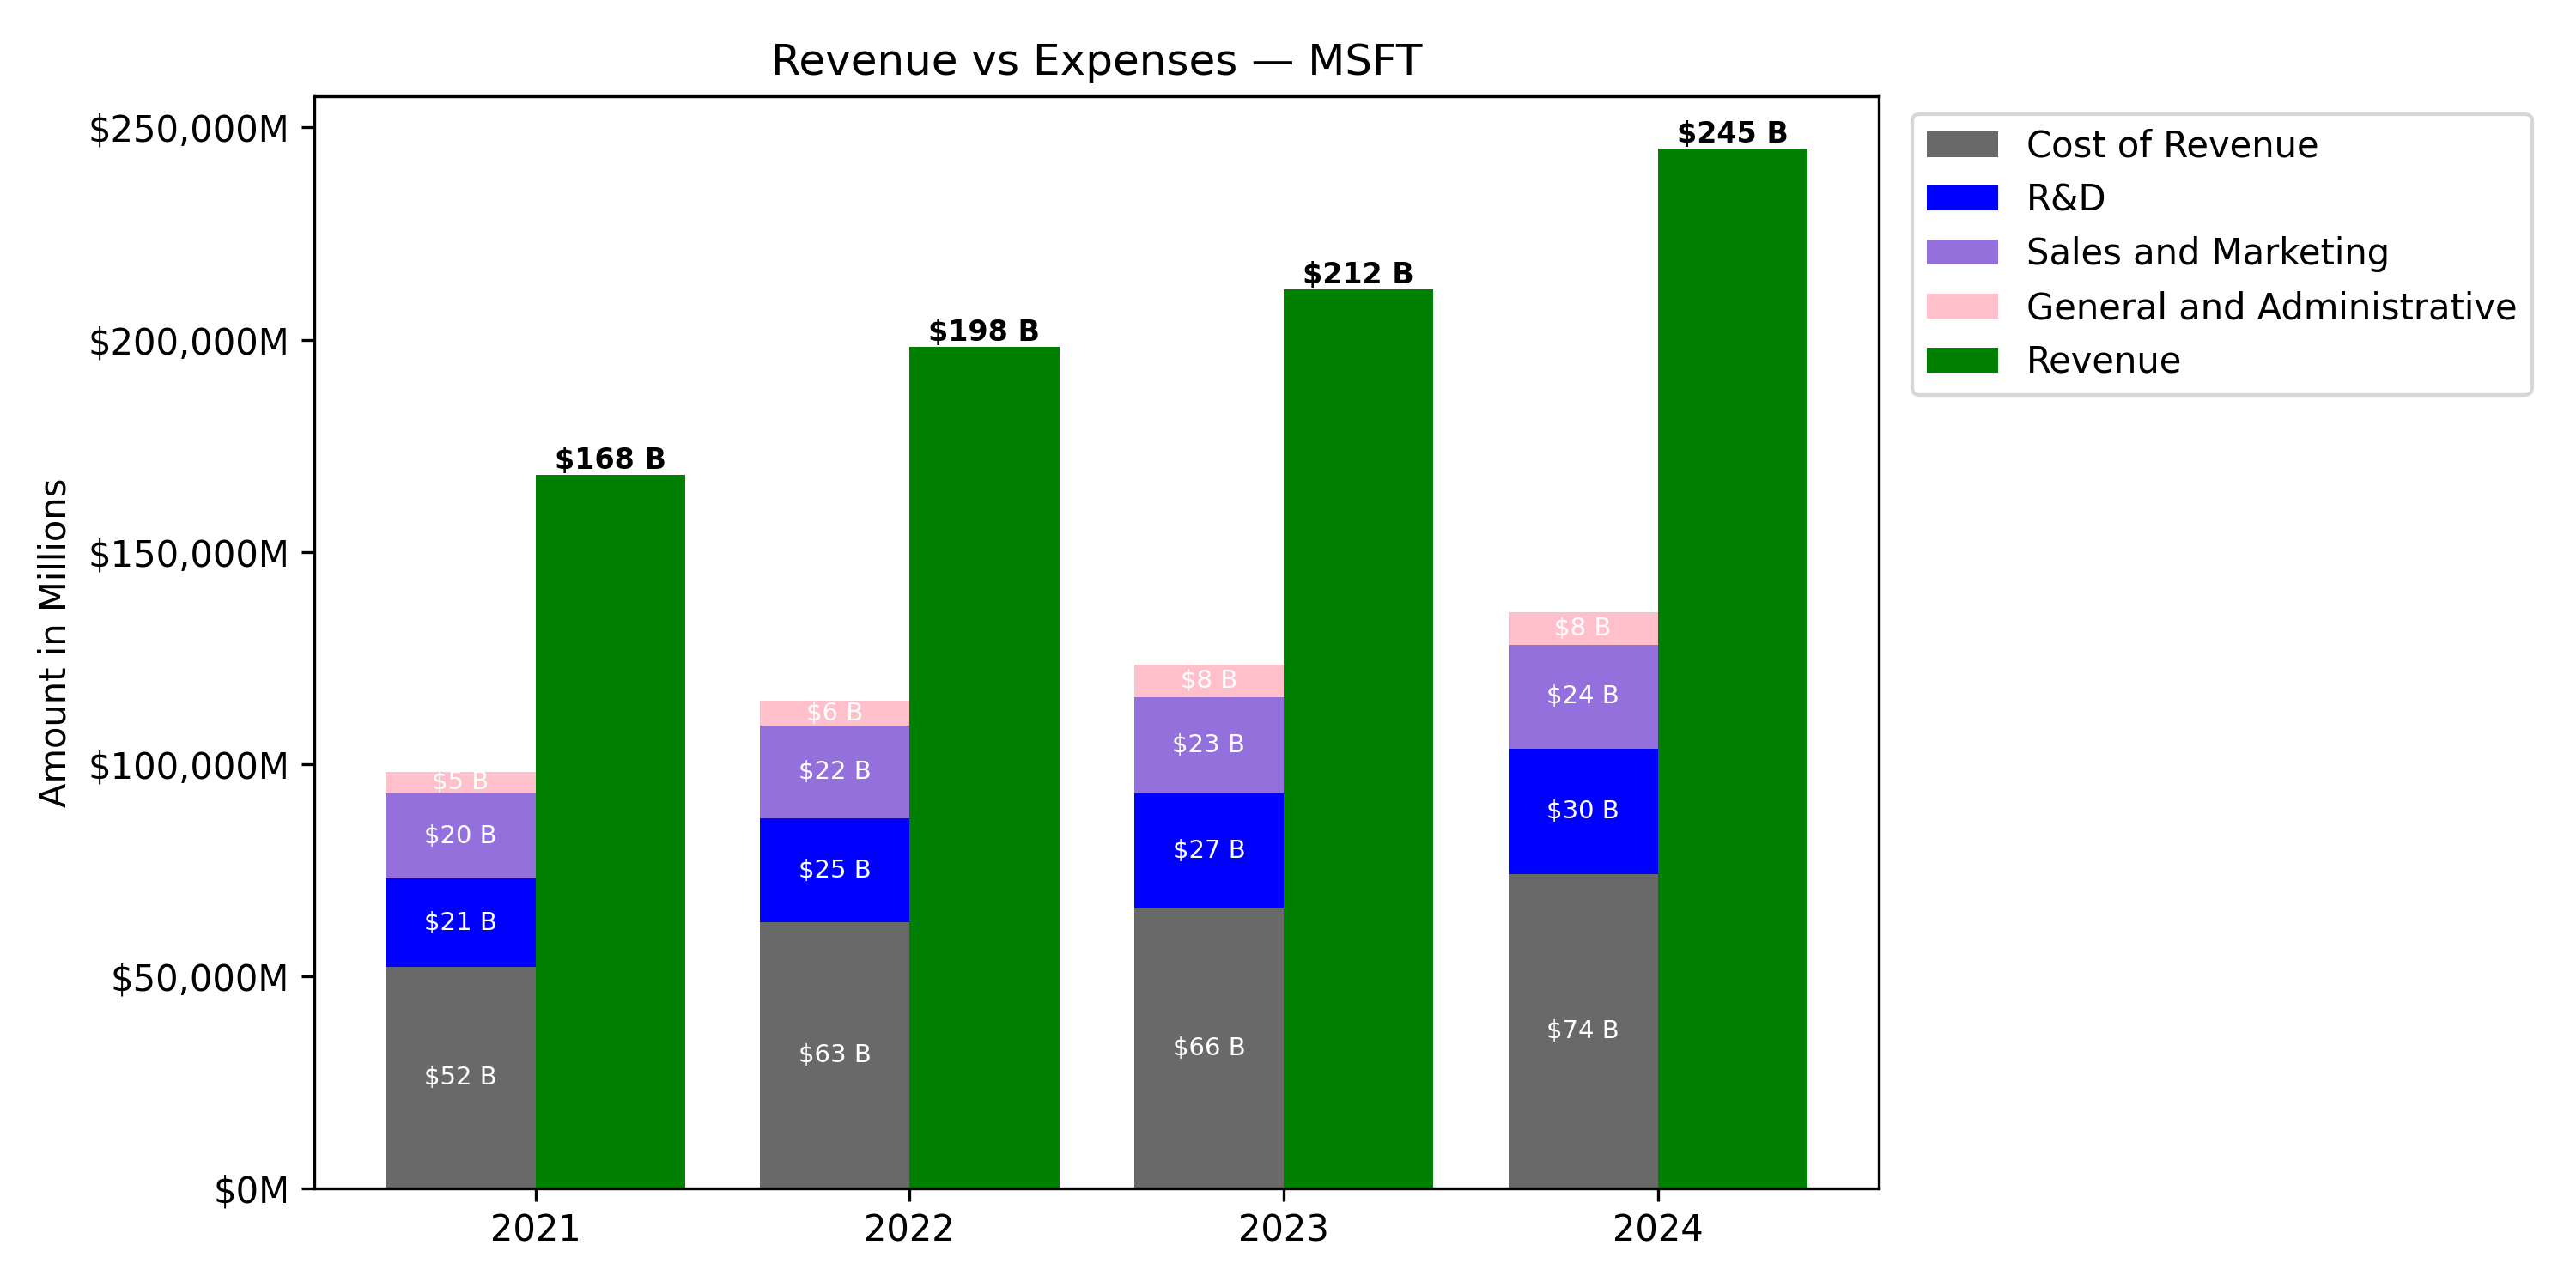 Revenue vs Expenses — MSFT
Amount in Millions
$250,000M
$200,000M
$150,000M
$100,000M
$50,000M
$0M
2021
2022
2023
2024
$168 B
$5 B
$20 B
$21 B
$52 B
$198 B
$6 B
$22 B
$25 B
$63 B
$212 B
$8 B
$23 B
$27 B
$66 B
$245 B
$8 B
$24 B
$30 B
$74 B
Cost of Revenue
R&D
Sales and Marketing
General and Administrative
Revenue